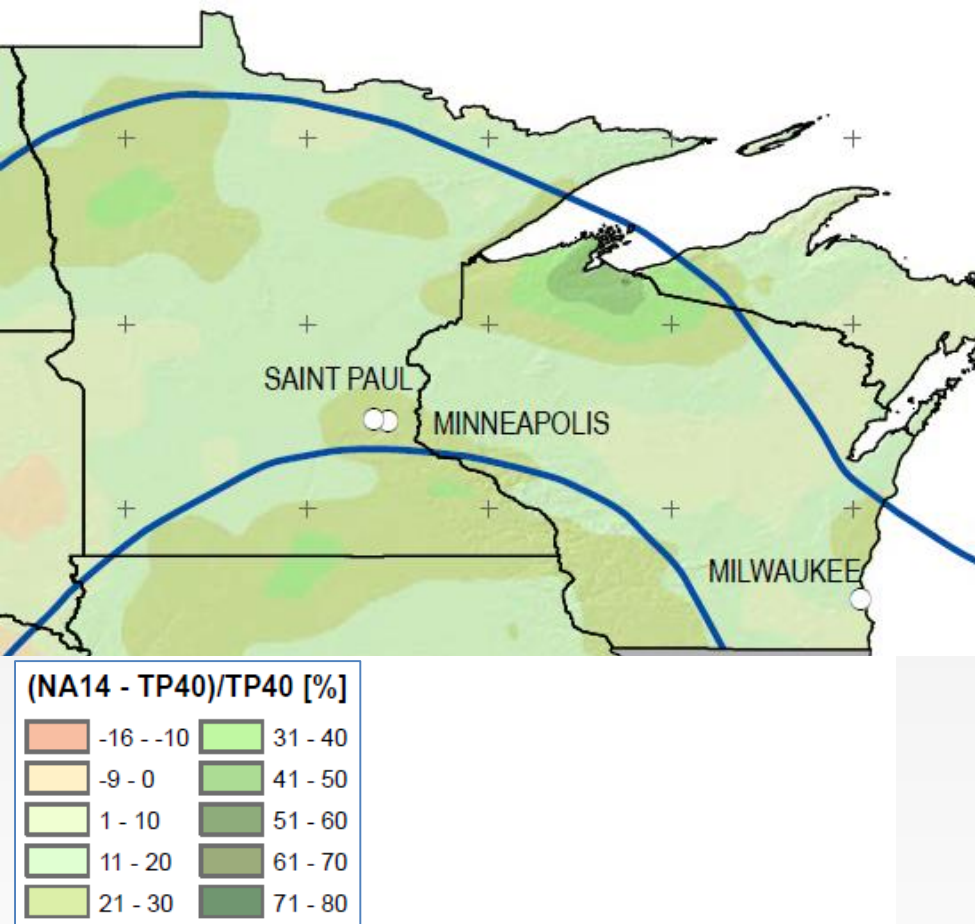 SAINT PAUL
MINNEAPOLIS
MILWAUKEE
(NA14 - TP40)/TP40 [%]
-16 - -10
31 - 40
-9 - 0
41 - 50
1 - 10
51 - 60
11 - 20
61 - 70
21 - 30
71 - 80